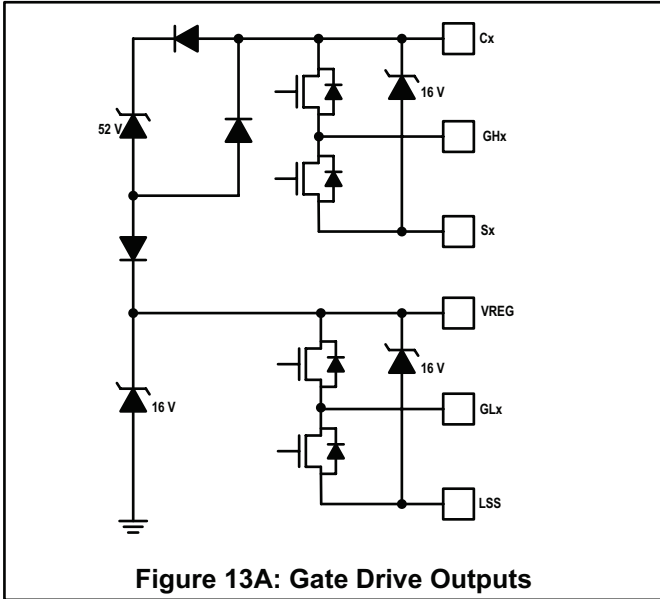 Cx
16 V
52 V
GHx
Sx
VREG
16 V
16 V
GLx
LSS
Figure 13A: Gate Drive Outputs